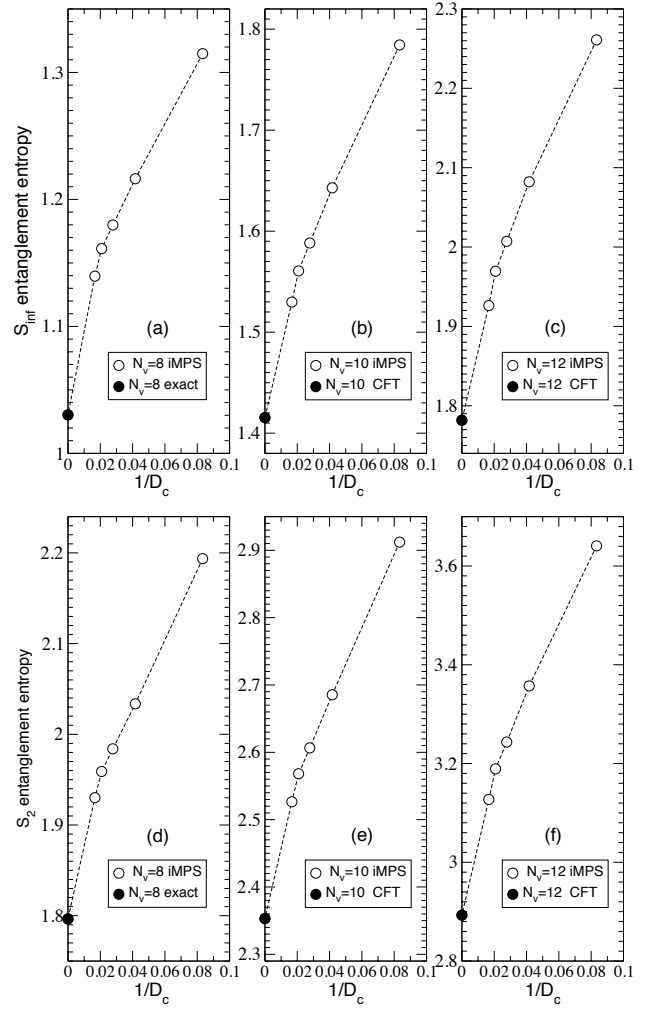 S_inf entanglement entropy
1.3
1.2
1.1
1
(a)
N_v=8 iMPS
N_v=8 exact
0 0.02 0.04 0.06 0.08 0.1
1/D_c
1.8
1.7
1.6
1.5
1.4
(b)
N_v=10 iMPS
N_v=10 CFT
0 0.02 0.04 0.06 0.08 0.1
1/D_c
2.3
2.2
2.1
2
1.9
1.8
(c)
N_v=12 iMPS
N_v=12 CFT
0 0.02 0.04 0.06 0.08 0.1
1/D_c
S_2 entanglement entropy
2.2
2.1
2
1.9
1.8
(d)
N_v=8 iMPS
N_v=8 exact
0 0.02 0.04 0.06 0.08 0.1
1/D_c
2.9
2.8
2.7
2.6
2.5
2.4
2.3
(e)
N_v=10 iMPS
N_v=10 CFT
0 0.02 0.04 0.06 0.08 0.1
1/D_c
3.6
3.4
3.2
3
2.8
(f)
N_v=12 iMPS
N_v=12 CFT
0 0.02 0.04 0.06 0.08 0.1
1/D_c